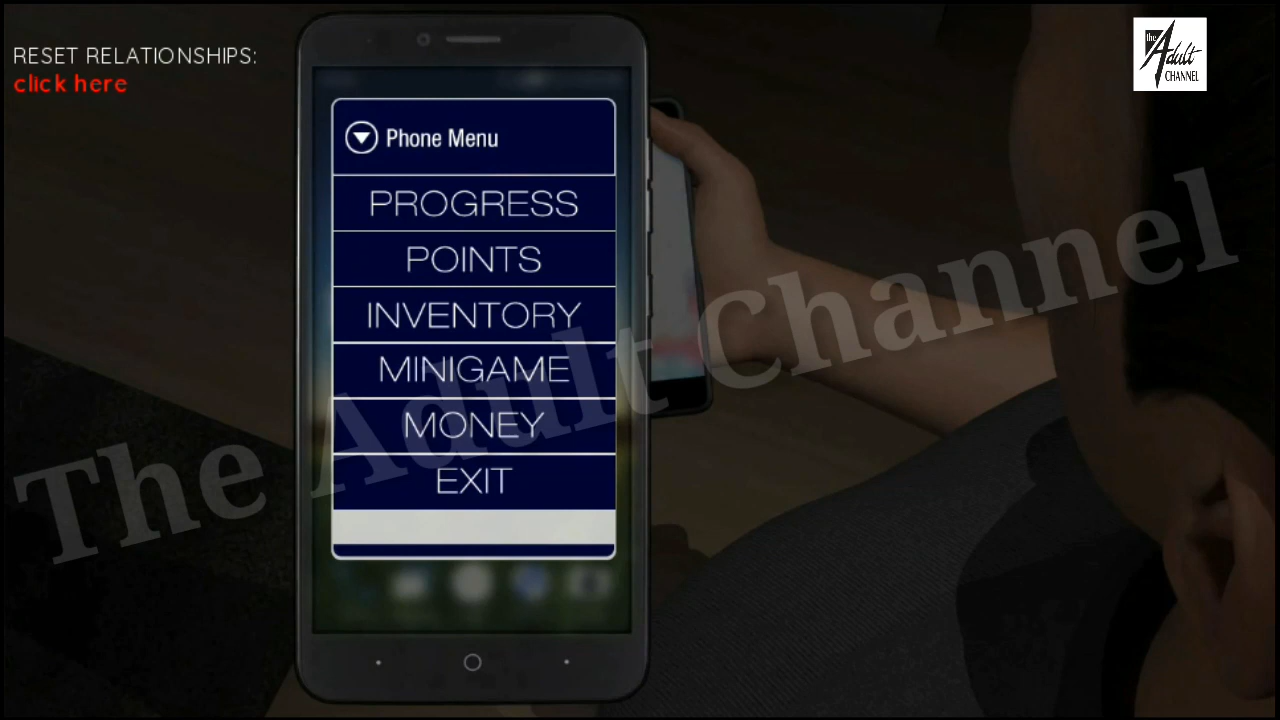 RESET RELATIONSHIPS:
click here
the Adult
CHANNEL
Phone Menu
PROGRESS
POINTS
INVENTORY
MINIGAME
MONEY
EXIT
The Adult Channel